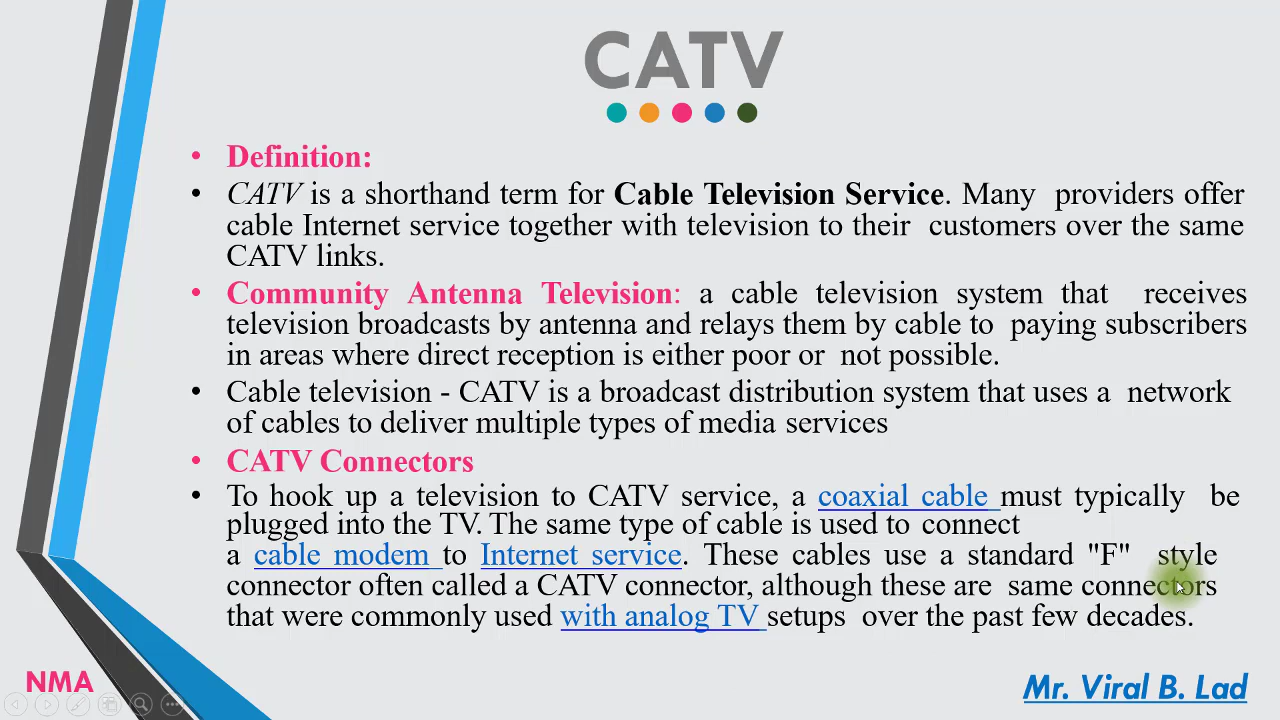 CATV
• Definition:
• CATV is a shorthand term for Cable Television Service. Many providers offer
cable Internet service together with television to their customers over the same
CATV links.
• Community Antenna Television: a cable television system that receives
television broadcasts by antenna and relays them by cable to paying subscribers
in areas where direct reception is either poor or not possible.
• Cable television - CATV is a broadcast distribution system that uses a network
of cables to deliver multiple types of media services
• CATV Connectors
• To hook up a television to CATV service, a coaxial cable must typically be
plugged into the TV. The same type of cable is used to connect
a cable modem to Internet service. These cables use a standard "F" style
connector often called a CATV connector, although these are same connectors
that were commonly used with analog TV setups over the past few decades.
NMA
Mr. Viral B. Lad